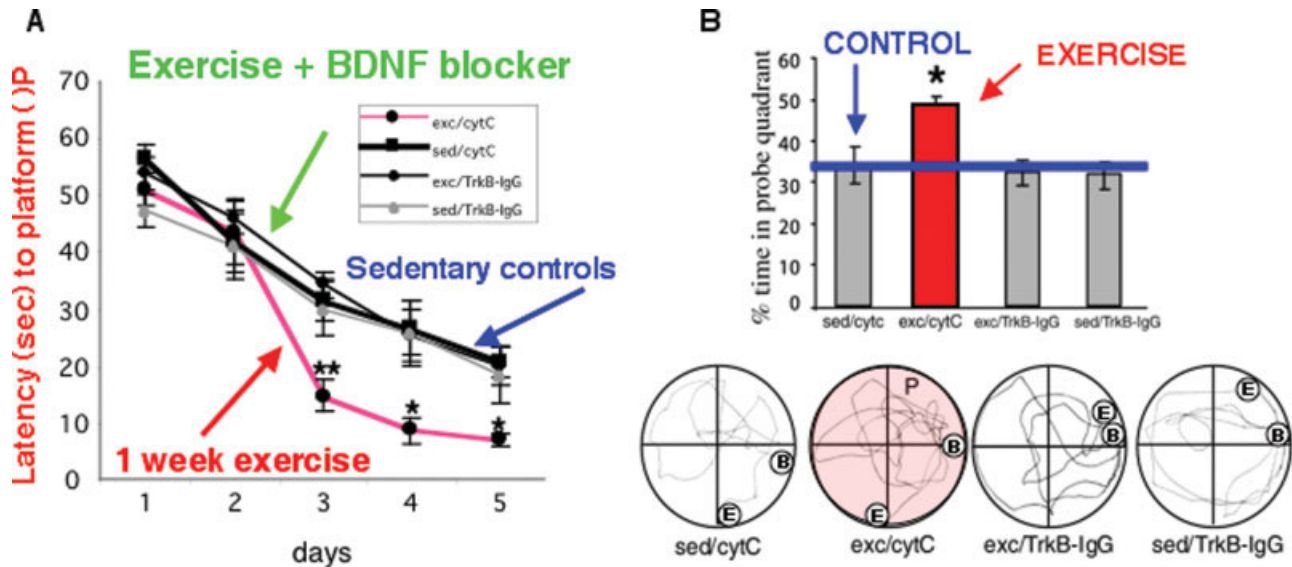 A
Exercise + BDNF blocker
Latency (sec) to platform ( )P
70
60
50
40
30
20
10
0
exc/cytC
sed/cytC
exc/TrkB-IgG
sed/TrkB-IgG
Sedentary controls
**
*
*
1 week exercise
1 2 3 4 5
days
B
CONTROL
EXERCISE
*
% time in probe quadrant
60
50
40
30
20
10
0
sed/cytc exc/cytC exc/TrkB-IgG sed/TrkB-IgG
P
E
E
B
B
B
B
E
E
sed/cytC exc/cytC exc/TrkB-IgG sed/TrkB-IgG